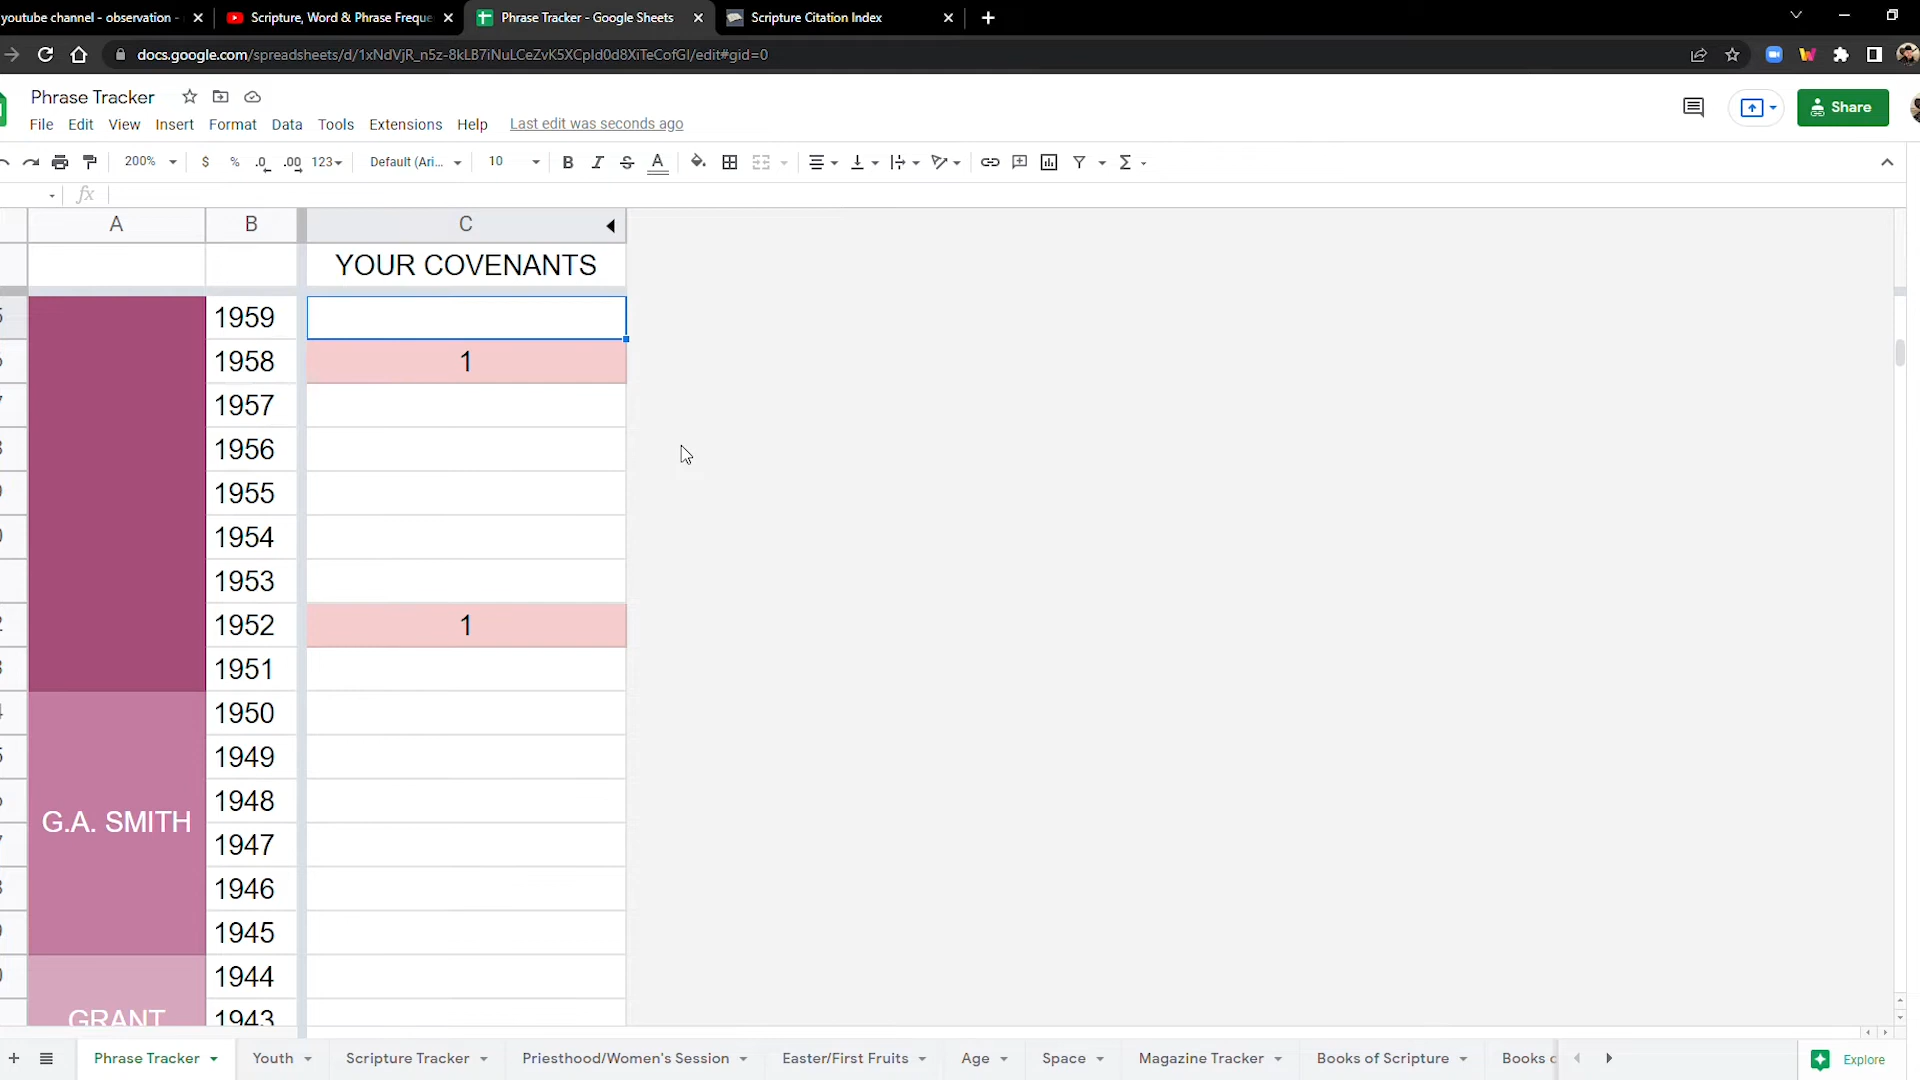 youtube channel - observation -
Scripture, Word & Phrase Freque
Phrase Tracker - Google Sheets
Scripture Citation Index
docs.google.com/spreadsheets/d/1xNdVjR_n5z-8kLB7iNuLCeZvK5XCpId0d8XiTeCofGI/edit#gid=0
Phrase Tracker
File Edit View Insert Format Data Tools Extensions Help Last edit was seconds ago
Share
200% $ % .0 .00 123 Default (Ari... 10 B I S A Σ
fx
A B C
YOUR COVENANTS
1959
1958 1
1957
1956
1955
1954
1953
1952 1
1951
1950
1949
1948
G.A. SMITH
1947
1946
1945
1944
GRANT 1943
Phrase Tracker Youth Scripture Tracker Priesthood/Women's Session Easter/First Fruits Age Space Magazine Tracker Books of Scripture Books
Explore